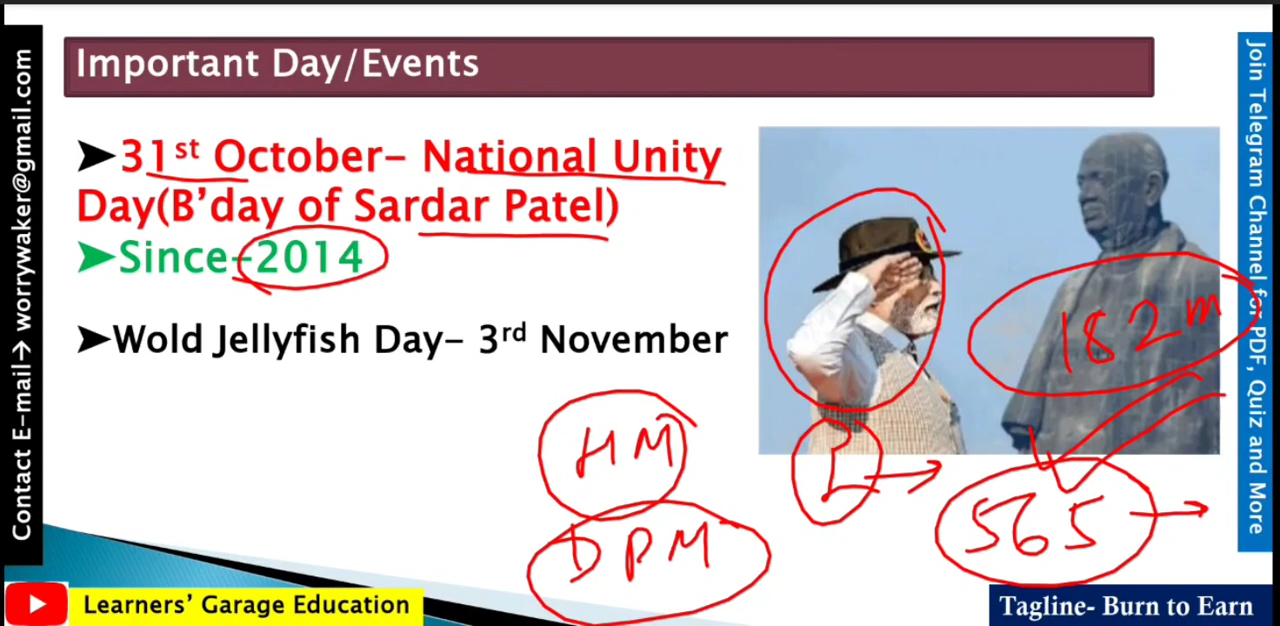 Important Day/Events
➤31st October– National Unity
Day(B'day of Sardar Patel)
➤Since–2014
➤Wold Jellyfish Day– 3rd November
182m
HM
DPM
565
Contact E-mail→ worrywaker@gmail.com
Join Telegram Channel for PDF, Quiz and More
Learners' Garage Education
Tagline- Burn to Earn